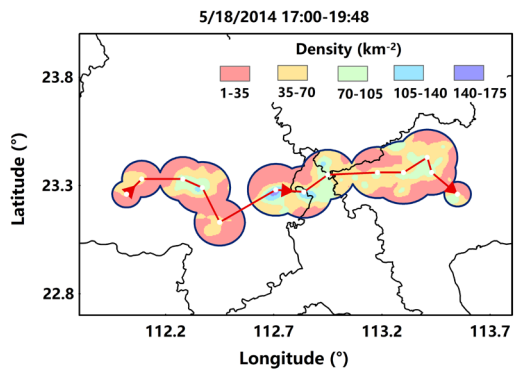 5/18/2014 17:00-19:48
Density (km-2)
1-35 35-70 70-105 105-140 140-175
Latitude (°)
23.8
23.3
22.8
112.2 112.7 113.2 113.7
Longitude (°)